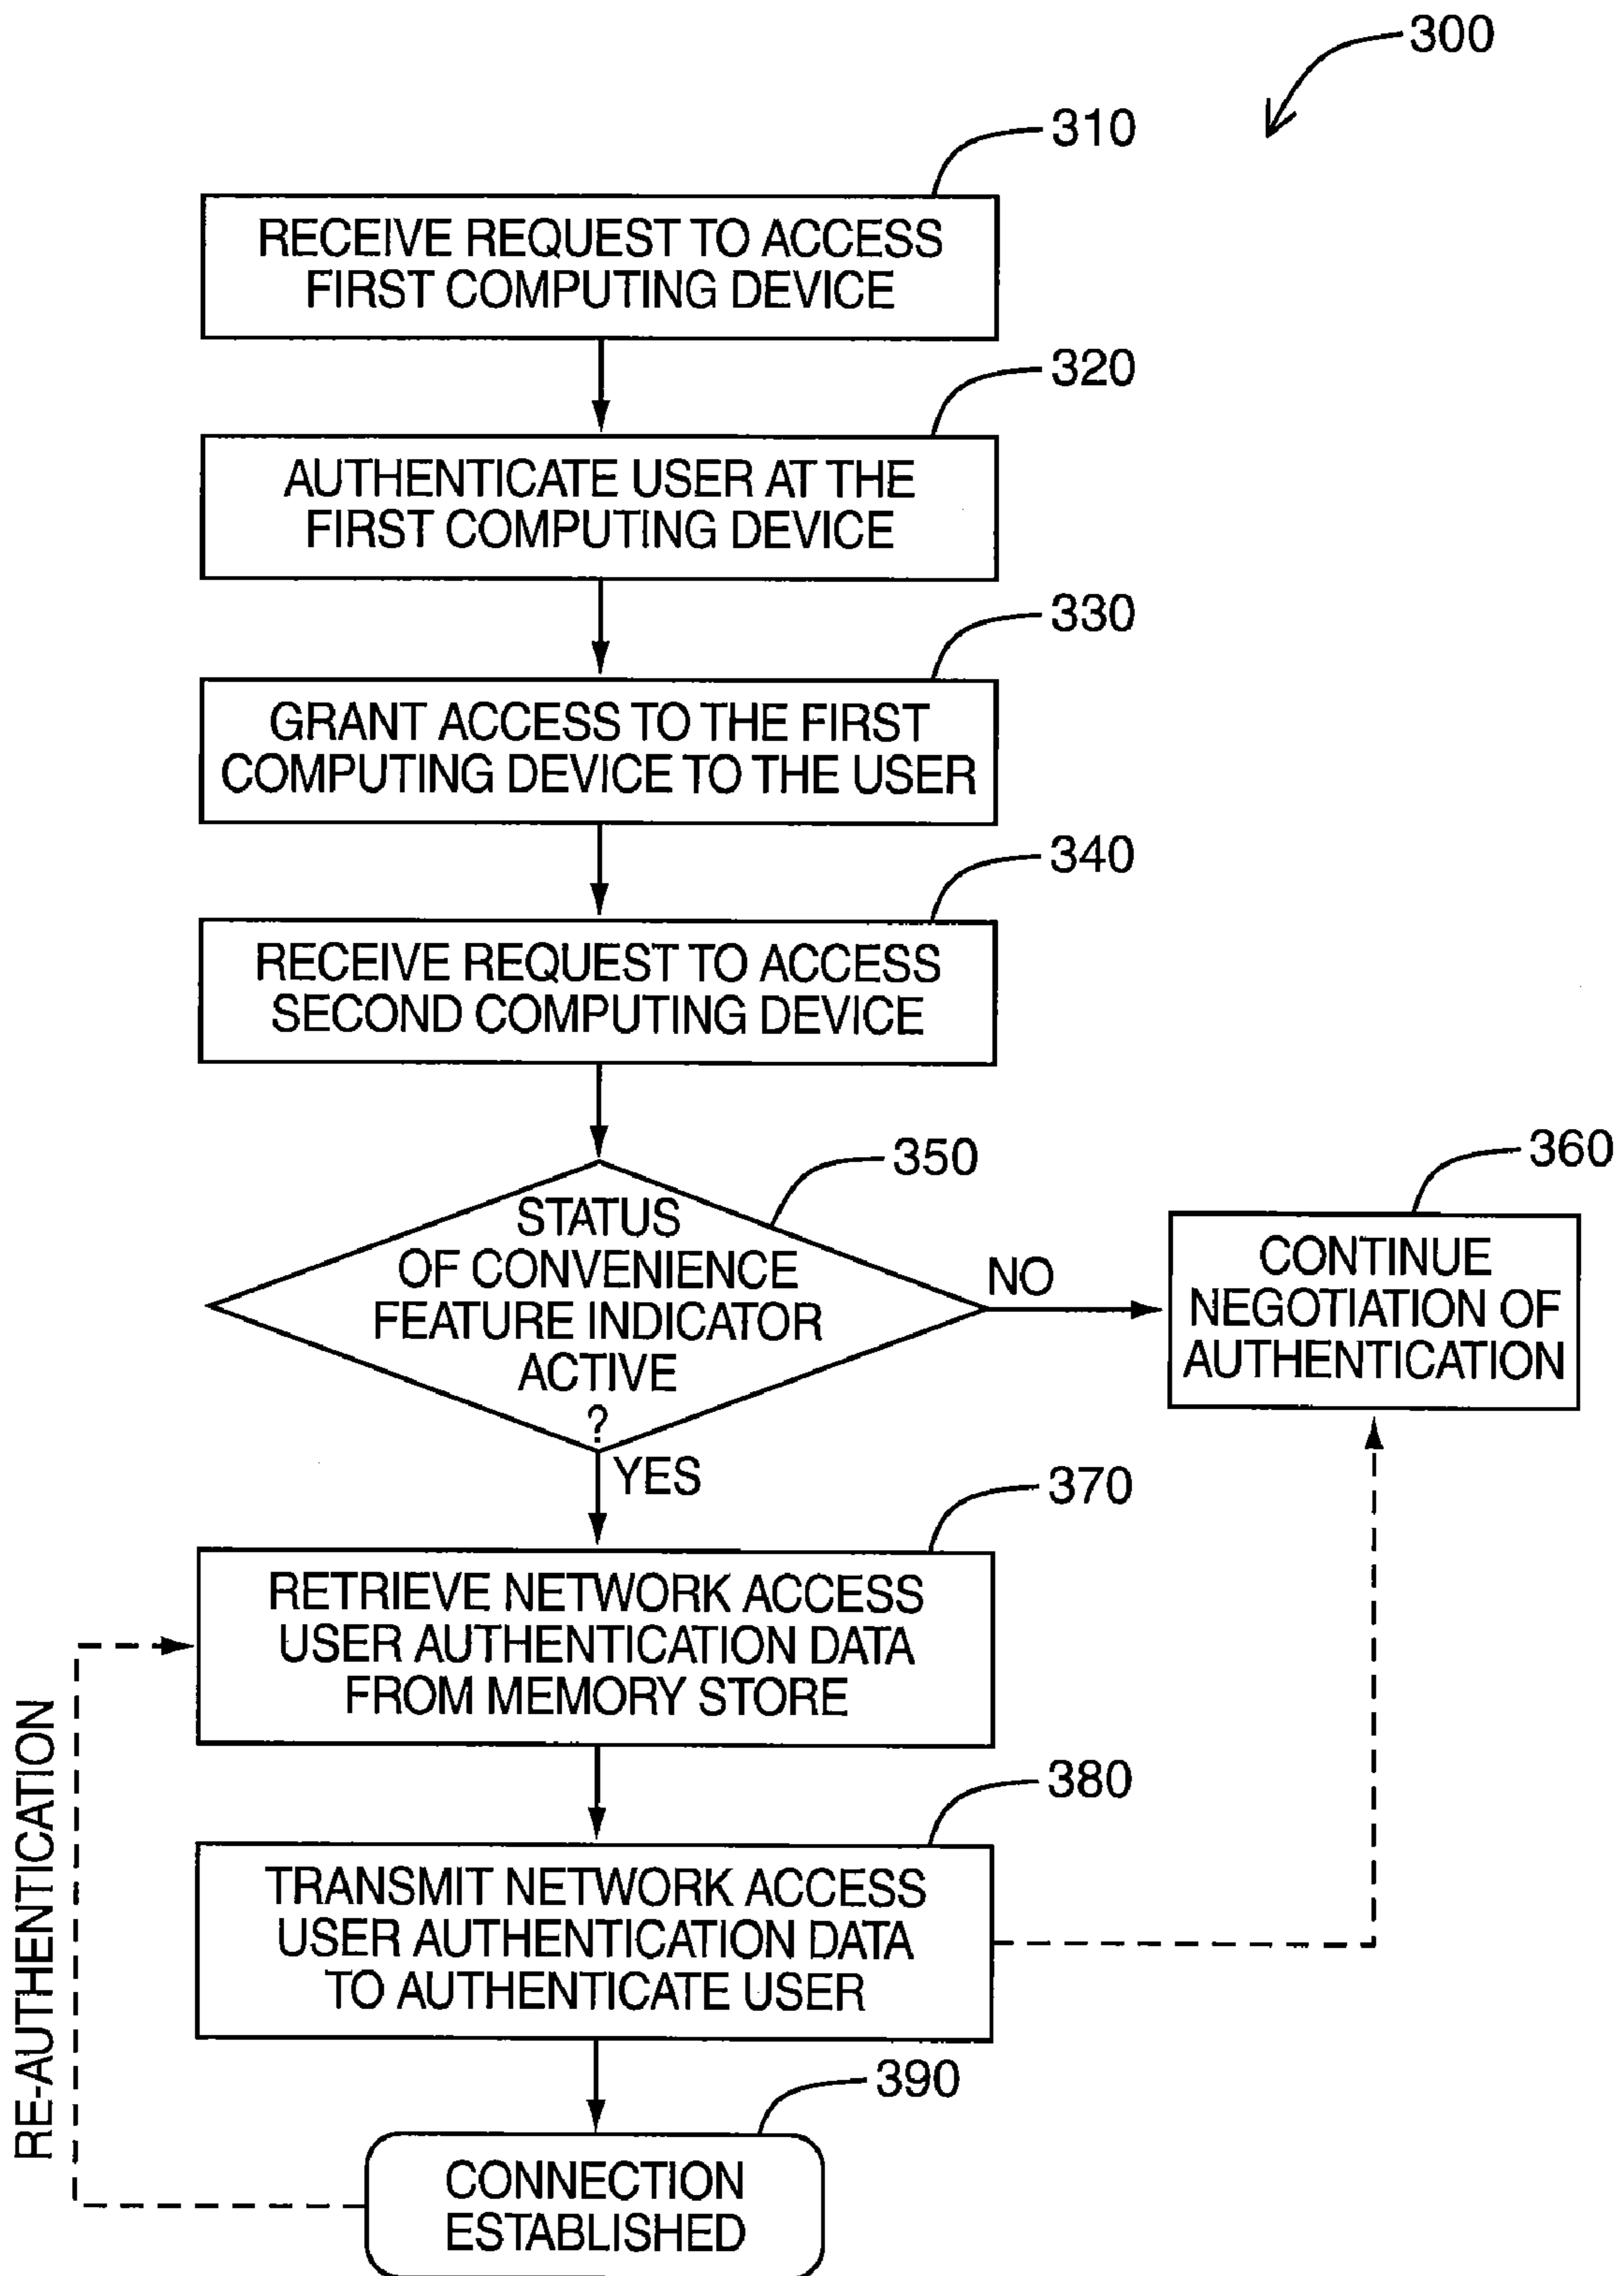 300
310
RECEIVE REQUEST TO ACCESS
FIRST COMPUTING DEVICE
320
AUTHENTICATE USER AT THE
FIRST COMPUTING DEVICE
330
GRANT ACCESS TO THE FIRST
COMPUTING DEVICE TO THE USER
340
RECEIVE REQUEST TO ACCESS
SECOND COMPUTING DEVICE
350
STATUS
OF CONVENIENCE
FEATURE INDICATOR
ACTIVE
?
NO
360
CONTINUE
NEGOTIATION OF
AUTHENTICATION
YES
370
RETRIEVE NETWORK ACCESS
USER AUTHENTICATION DATA
FROM MEMORY STORE
380
TRANSMIT NETWORK ACCESS
USER AUTHENTICATION DATA
TO AUTHENTICATE USER
RE-AUTHENTICATION
390
CONNECTION
ESTABLISHED